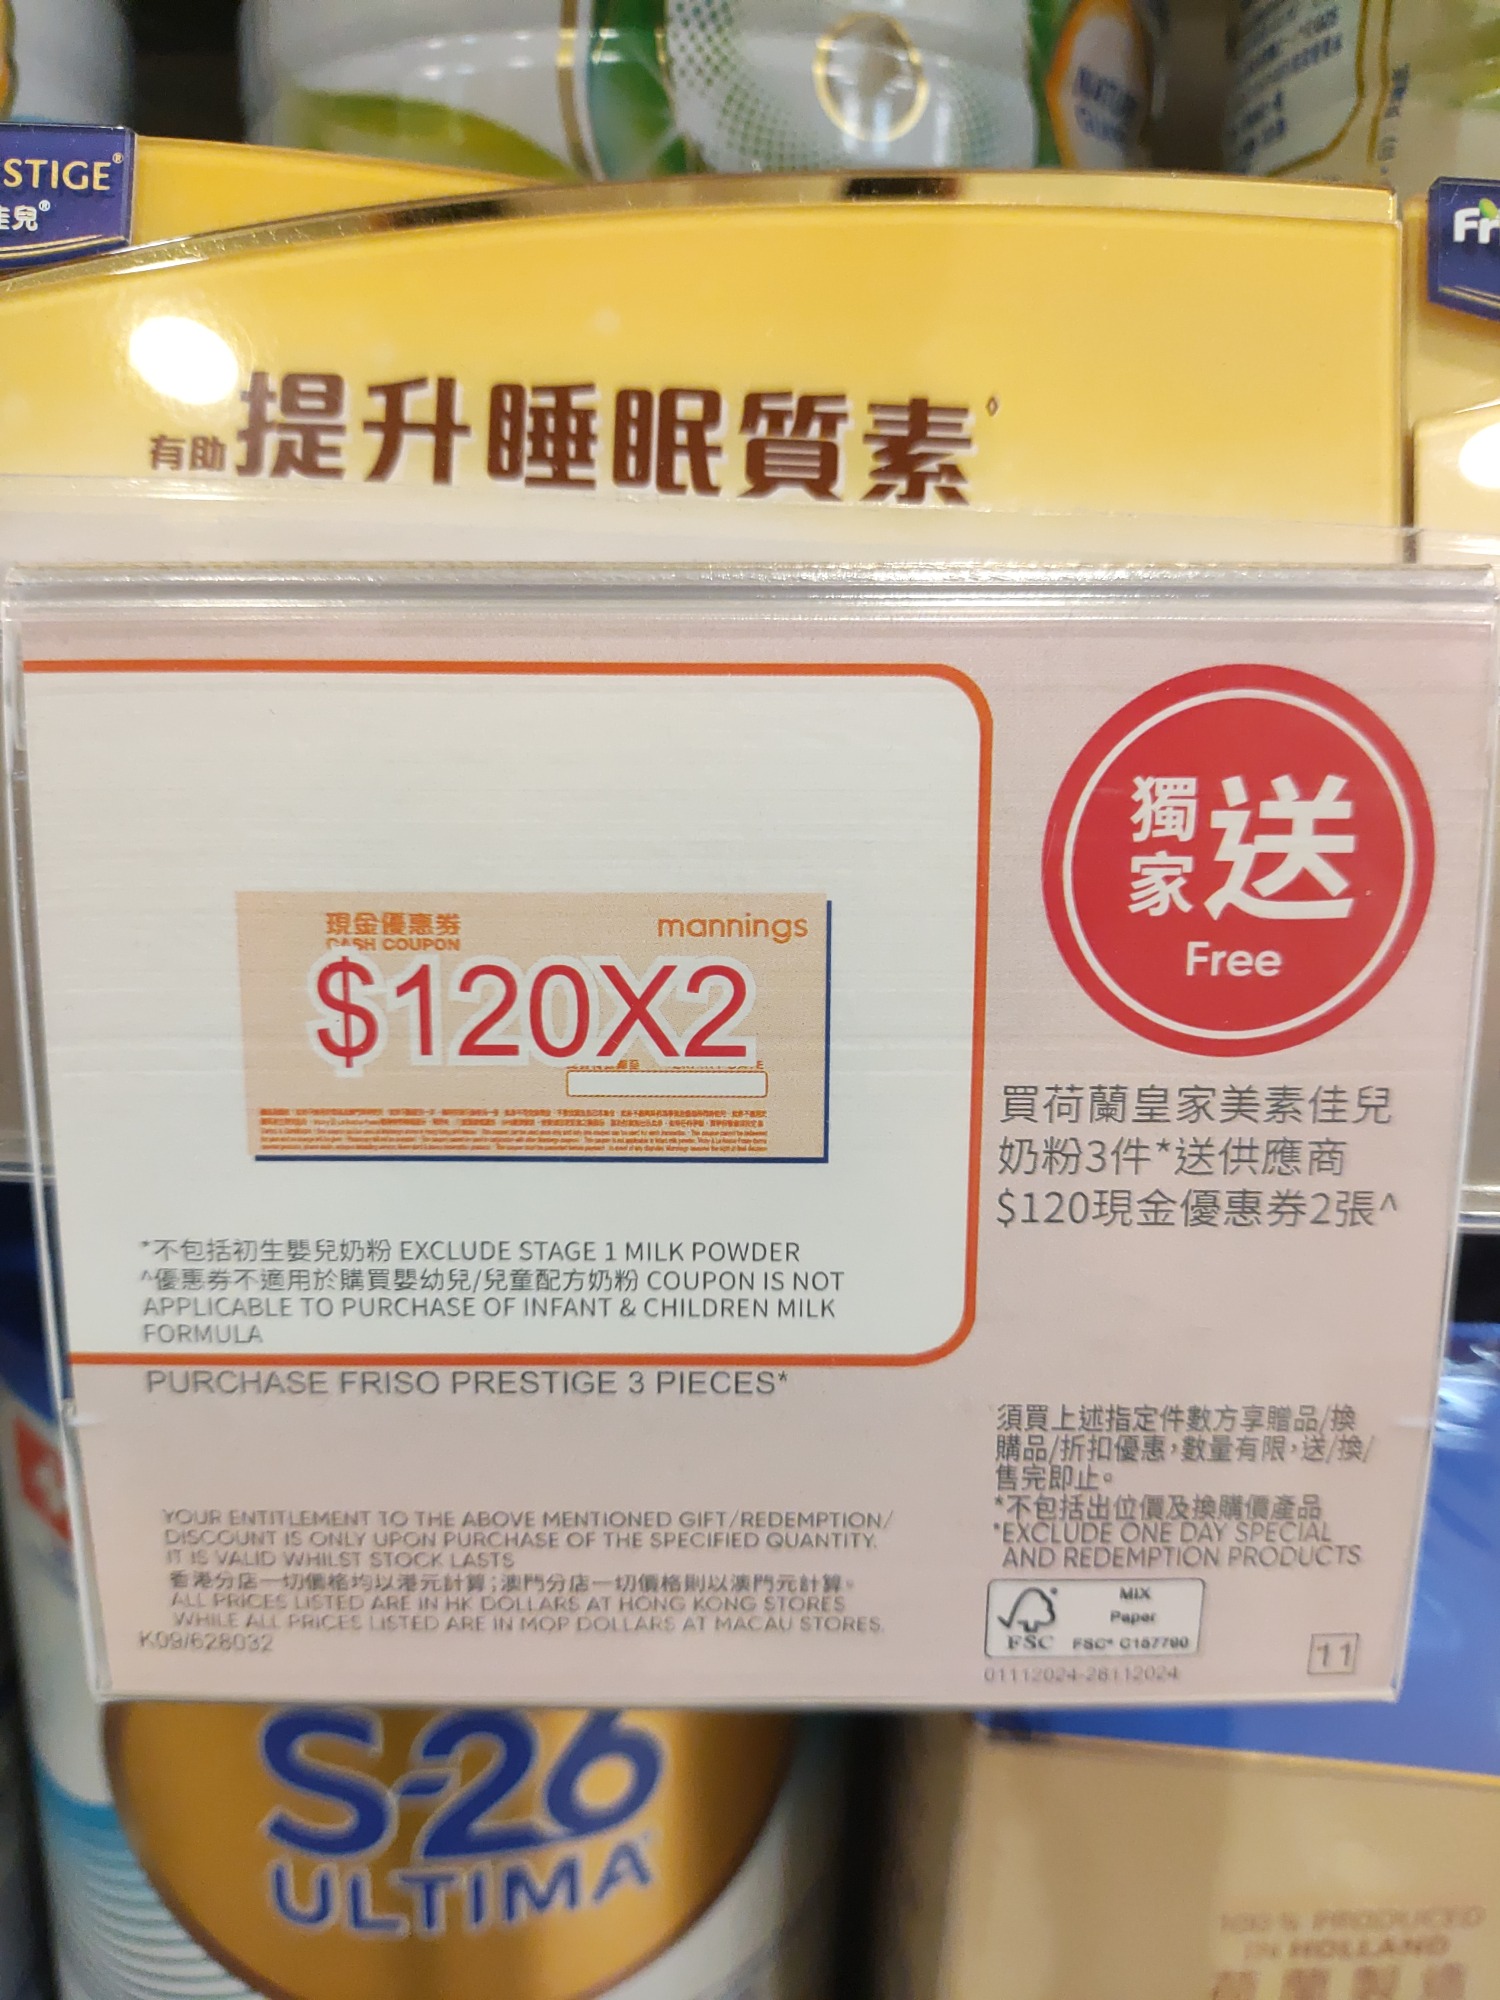 STIGE®
佳兒®
Fr
有助提升睡眠質素◊
獨家送
Free
現金優惠券
CASH COUPON
mannings
$120X2
買荷蘭皇家美素佳兒
奶粉3件*送供應商
$120現金優惠券2張^
*不包括初生嬰兒奶粉 EXCLUDE STAGE 1 MILK POWDER
^優惠券不適用於購買嬰幼兒/兒童配方奶粉 COUPON IS NOT
APPLICABLE TO PURCHASE OF INFANT & CHILDREN MILK
FORMULA
PURCHASE FRISO PRESTIGE 3 PIECES*
須買上述指定件數方享贈品/換
購品/折扣優惠,數量有限,送/換/
售完即止。
*不包括出位價及換購價產品
*EXCLUDE ONE DAY SPECIAL
AND REDEMPTION PRODUCTS
YOUR ENTITLEMENT TO THE ABOVE MENTIONED GIFT/REDEMPTION/
DISCOUNT IS ONLY UPON PURCHASE OF THE SPECIFIED QUANTITY.
IT IS VALID WHILST STOCK LASTS
香港分店一切價格均以港元計算;澳門分店一切價格則以澳門元計算。
ALL PRICES LISTED ARE IN HK DOLLARS AT HONG KONG STORES
WHILE ALL PRICES LISTED ARE IN MOP DOLLARS AT MACAU STORES.
K09/628032
MIX
Paper
FSC FSC® C157790
01112024-28112024
11
S-26
ULTIMA
100% PRODUCED
IN HOLLAND
荷蘭製造